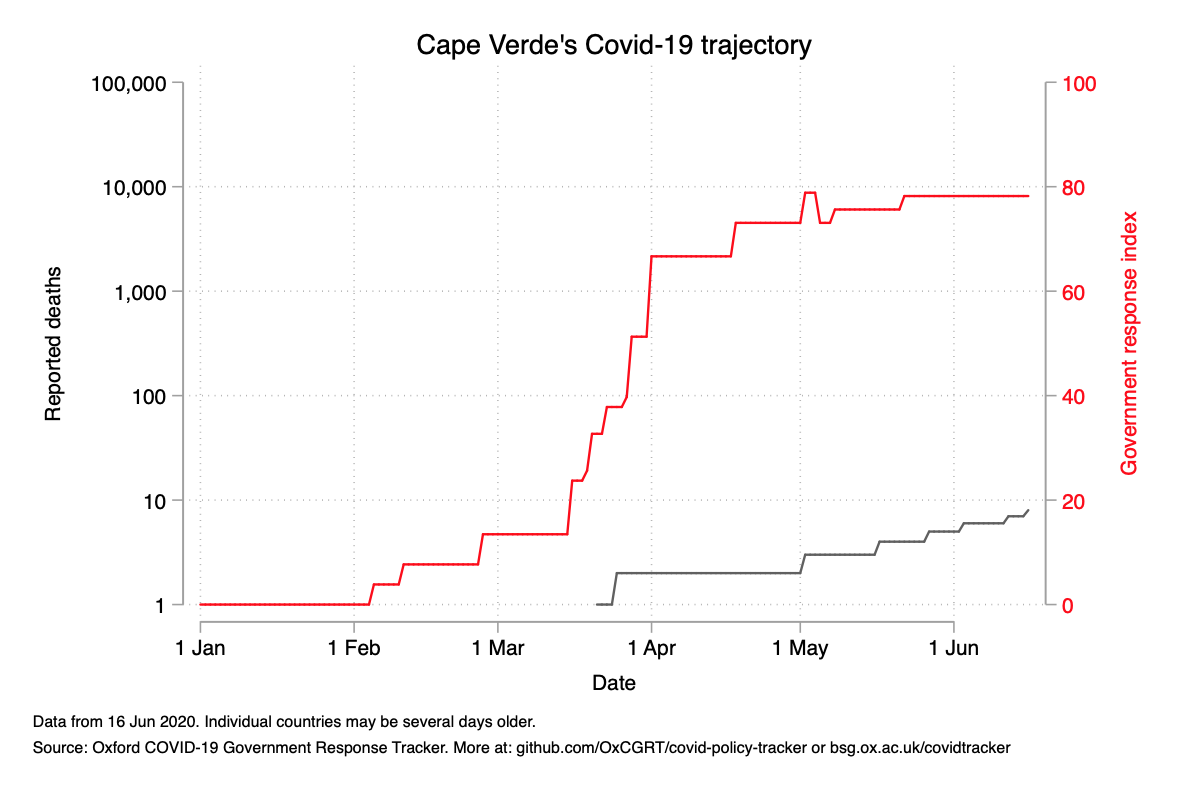 Cape Verde's Covid-19 trajectory
100,000
10,000
1,000
100
10
1
Reported deaths
100
80
60
40
20
0
Government response index
1 Jan
1 Feb
1 Mar
1 Apr
1 May
1 Jun
Date
Data from 16 Jun 2020. Individual countries may be several days older.
Source: Oxford COVID-19 Government Response Tracker. More at: github.com/OxCGRT/covid-policy-tracker or bsg.ox.ac.uk/covidtracker